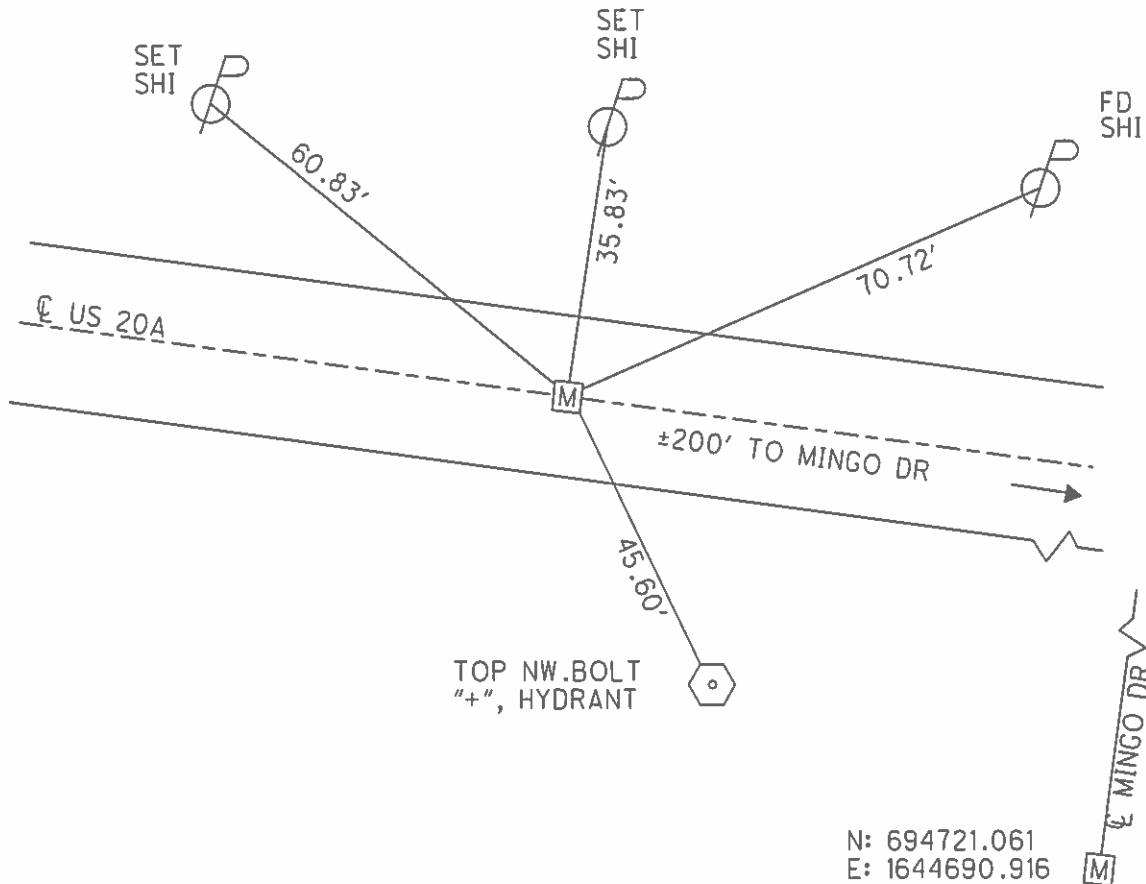 SET
SHI
SET
SHI
FD
SHI
60.83'
35.83'
70.72'
℄ US 20A
M
±200' TO MINGO DR
45.60'
TOP NW.BOLT
"+", HYDRANT
℄ MINGO DR
N: 694721.061
E: 1644690.916
M